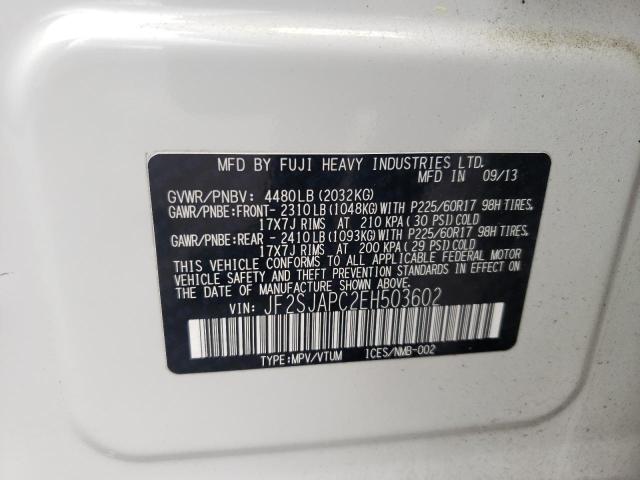 MFD BY FUJI HEAVY INDUSTRIES LTD.
MFD IN 09/13
GVWR/PNBV: 4480LB (2032KG)
GAWR/PNBE:FRONT- 2310LB (1048KG) WITH P225/60R17 98H TIRES,
17X7J RIMS AT 210 KPA (30 PSI) COLD
GAWR/PNBE:REAR - 2410LB (1093KG) WITH P225/60R17 98H TIRES,
17X7J RIMS AT 200 KPA (29 PSI) COLD
THIS VEHICLE CONFORMS TO ALL APPLICABLE FEDERAL MOTOR
VEHICLE SAFETY AND THEFT PREVENTION STANDARDS IN
EFFECT ON THE DATE OF MANUFACTURE SHOWN ABOVE.
VIN: JF2SJAPC2EH503602
TYPE:MPV/VTUM ICES/NMB-002